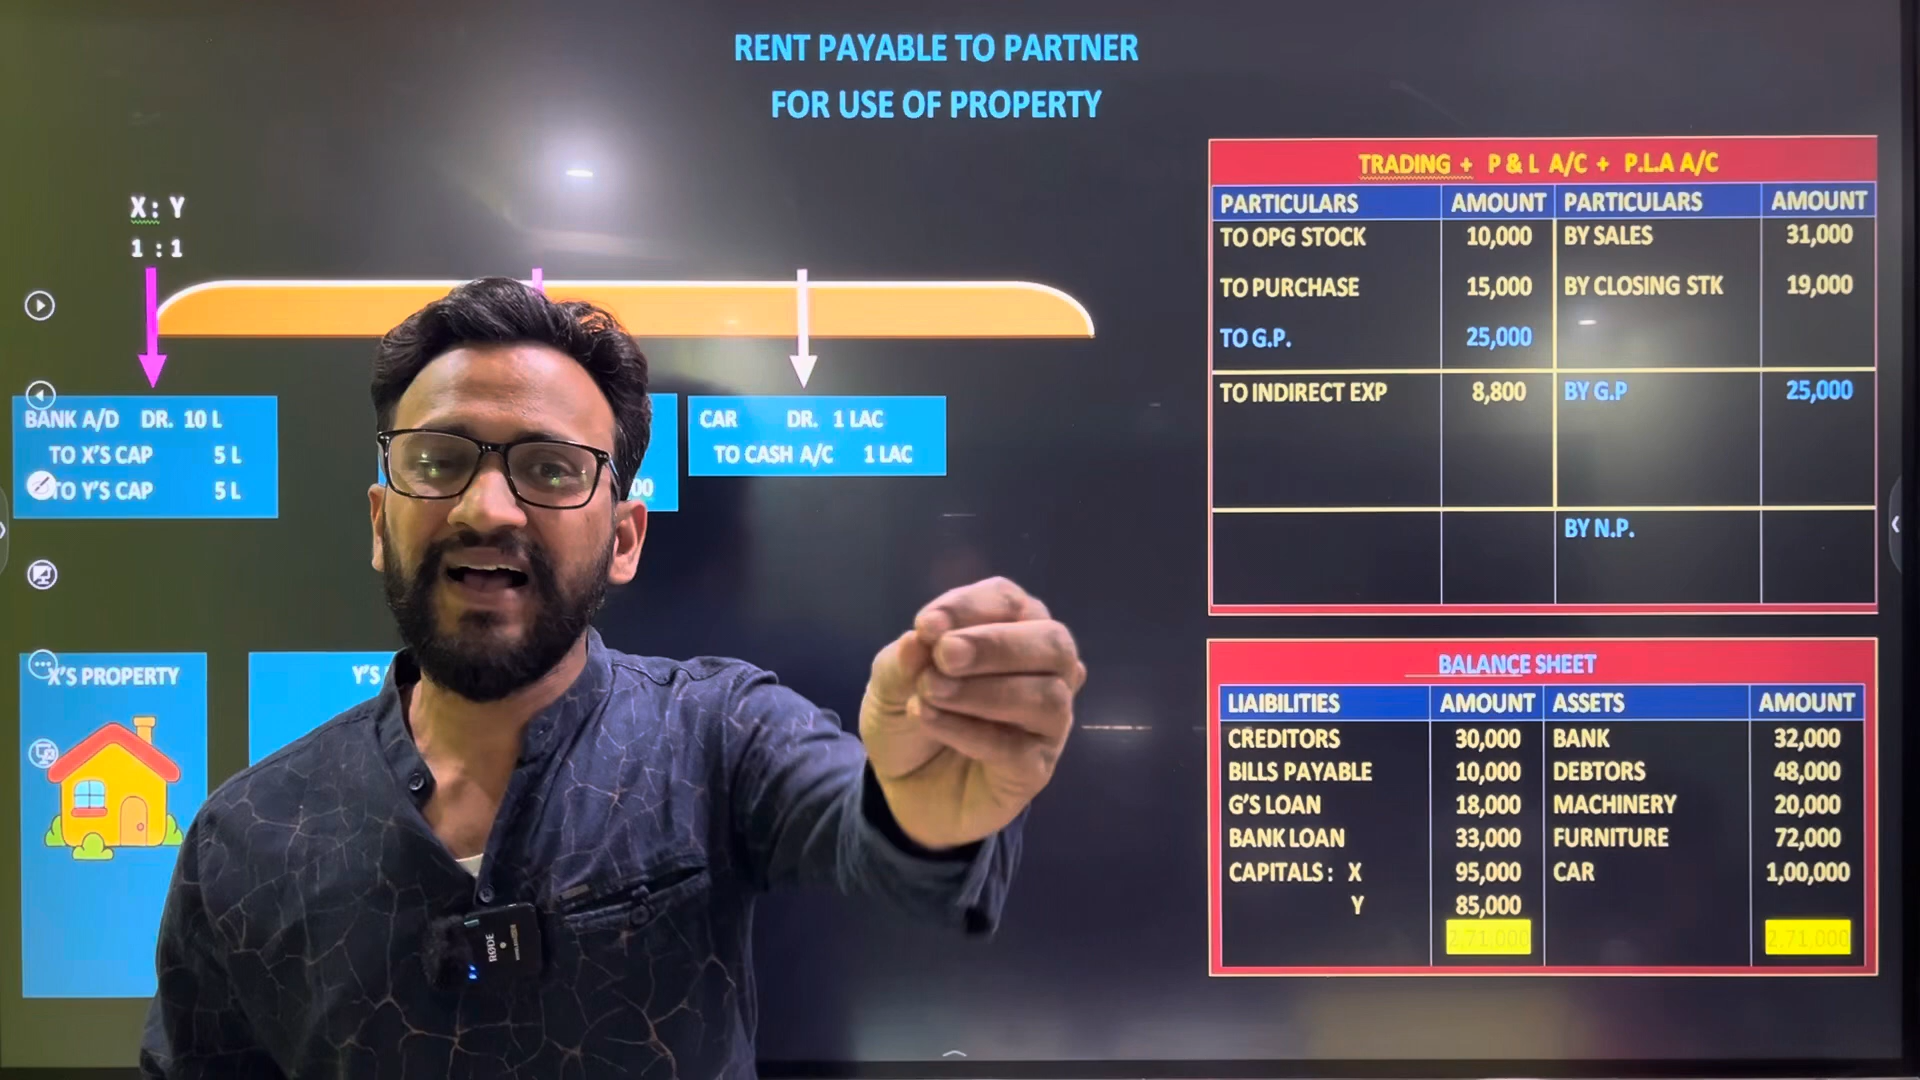 RENT PAYABLE TO PARTNER
FOR USE OF PROPERTY
X : Y
1 : 1
BANK A/D DR. 10 L
TO X'S CAP 5 L
TO Y'S CAP 5 L
00
CAR DR. 1 LAC
TO CASH A/C 1 LAC
X'S PROPERTY
Y'S
RØDE
TRADING + P & L A/C + P.L.A A/C
PARTICULARS AMOUNT PARTICULARS AMOUNT
TO OPG STOCK 10,000 BY SALES 31,000
TO PURCHASE 15,000 BY CLOSING STK 19,000
TO G.P. 25,000
TO INDIRECT EXP 8,800 BY G.P 25,000
BY N.P.
BALANCE SHEET
LIAIBILITIES AMOUNT ASSETS AMOUNT
CREDITORS 30,000 BANK 32,000
BILLS PAYABLE 10,000 DEBTORS 48,000
G'S LOAN 18,000 MACHINERY 20,000
BANK LOAN 33,000 FURNITURE 72,000
CAPITALS : X 95,000 CAR 1,00,000
Y 85,000
2,71,000 2,71,000